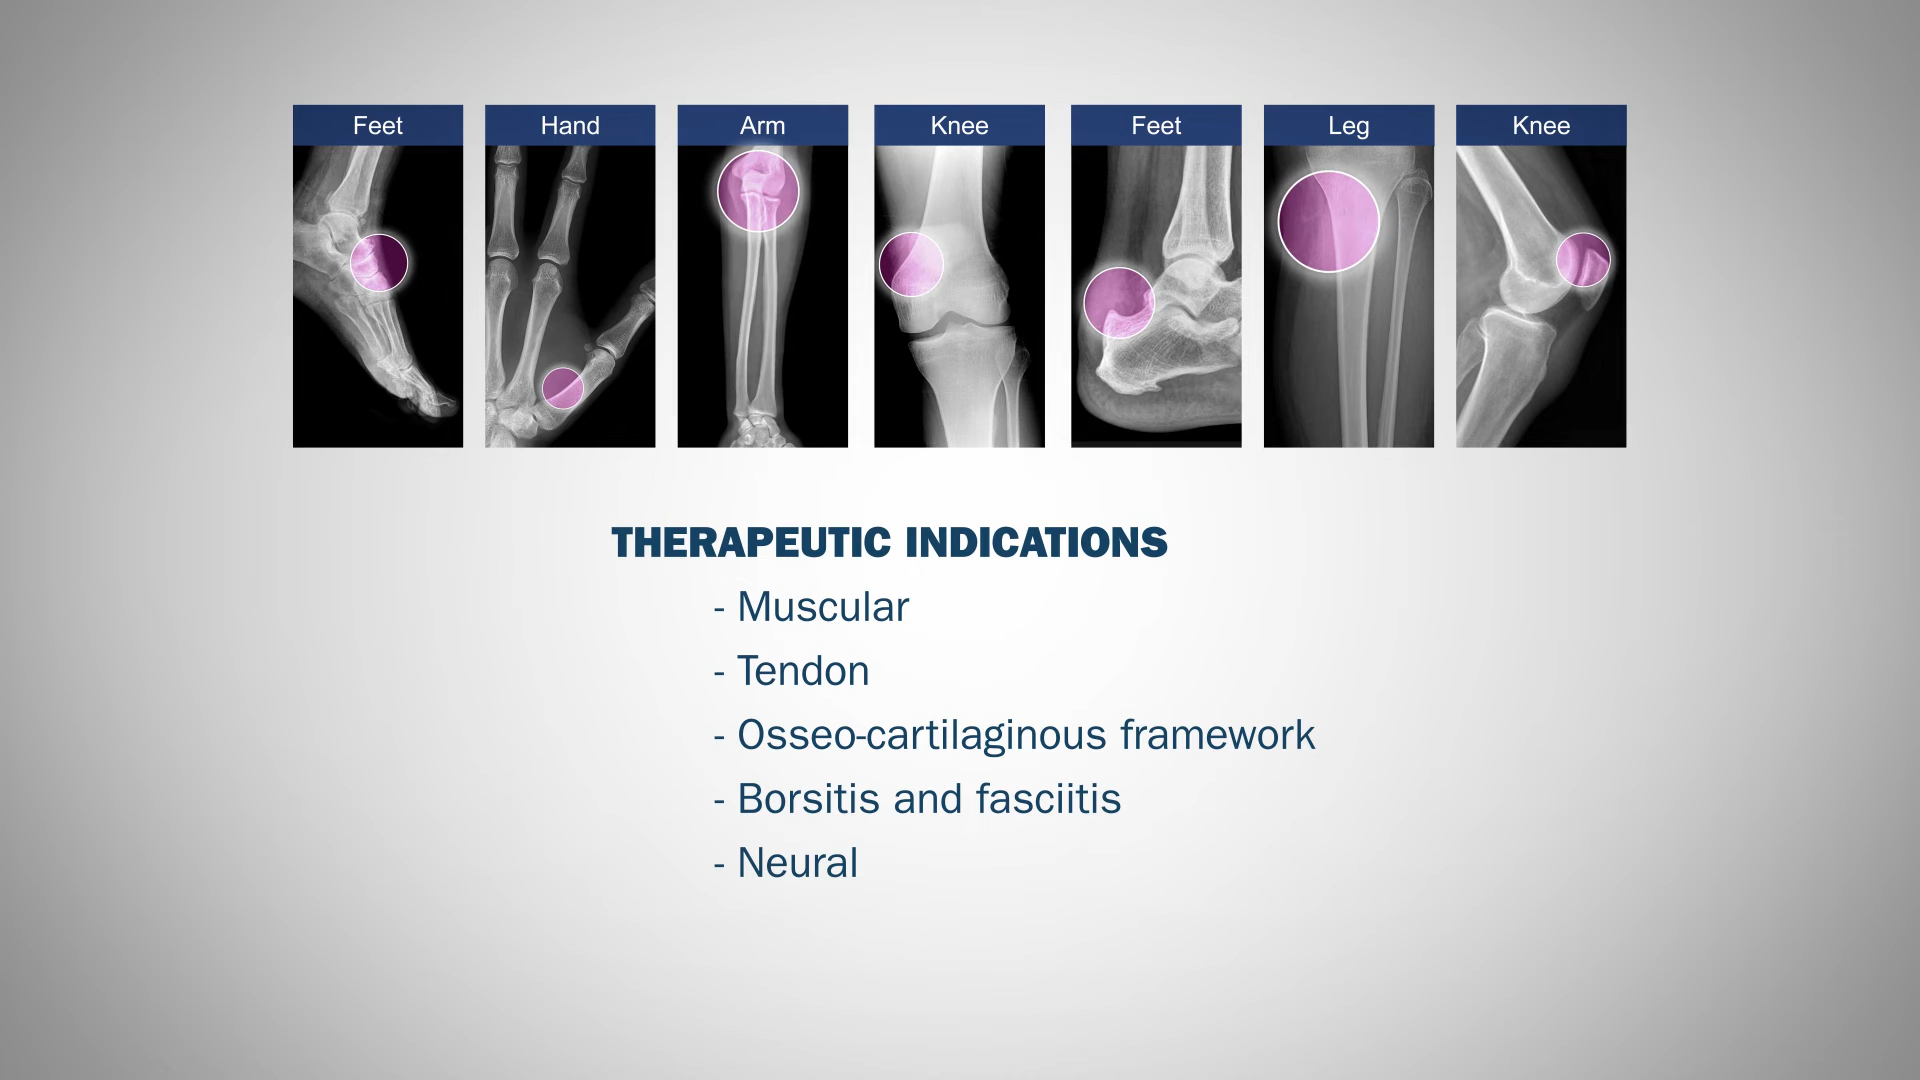 Feet Hand Arm Knee Feet Leg Knee
THERAPEUTIC INDICATIONS
- Muscular
- Tendon
- Osseo-cartilaginous framework
- Borsitis and fasciitis
- Neural